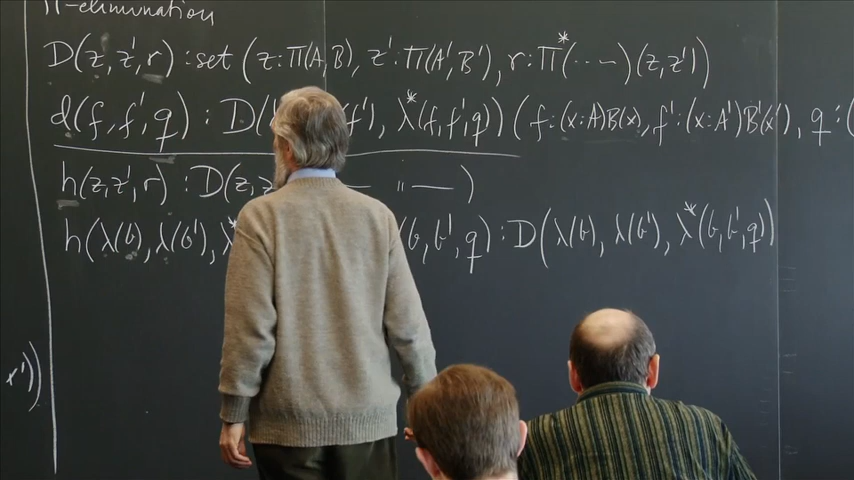 Π-elimination
D(z, z', r) : set (z : Π(A, B), z' : Π(A', B'), r : Π*(⋯—)(z, z'))
d(f, f', q) : D( (f'), λ*(f, f', q)) (f : (x : A)B(x), f' : (x : A')B'(x'), q : (
h(z, z', r) : D(z, z — " — )
h(λ(b), λ(b'), λ* (b, b', q) : D(λ(b), λ(b'), λ*(b, b', q))
r'))